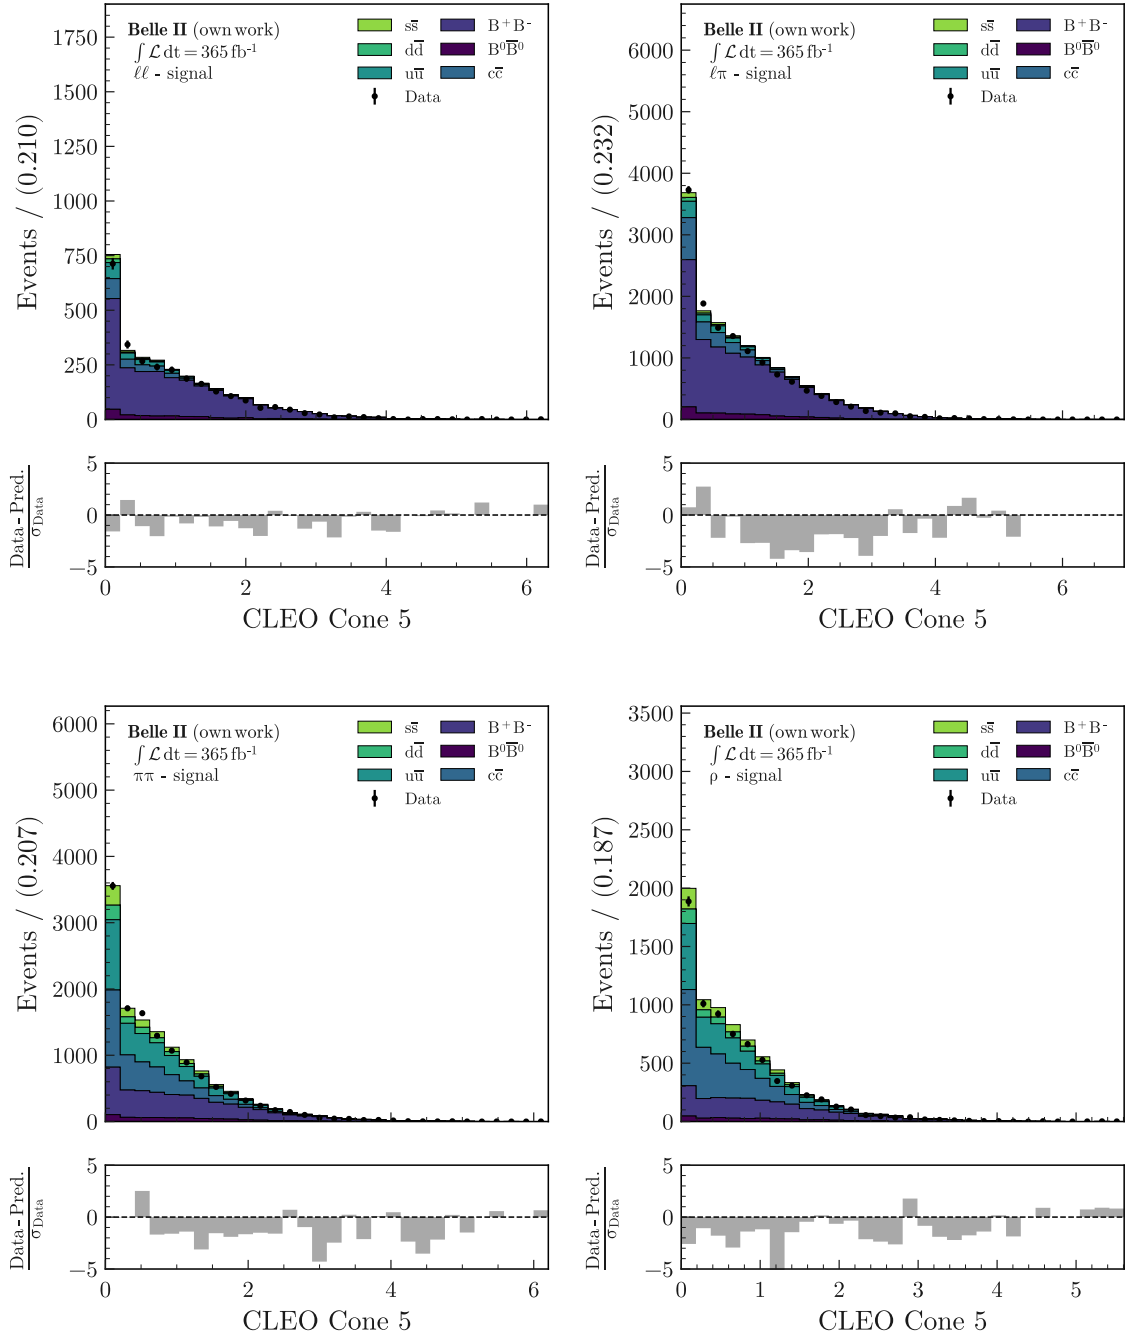 Belle II (own work)
∫ ℒ dt = 365 fb⁻¹
ℓℓ - signal
ss̅
dd̅
uu̅
B⁺B⁻
B⁰B̅⁰
cc̅
Data
Events / (0.210)
1750
1500
1250
1000
750
500
250
0
Data - Pred.
σData
5
0
−5
0
2
4
6
CLEO Cone 5
Belle II (own work)
∫ ℒ dt = 365 fb⁻¹
ℓπ - signal
ss̅
dd̅
uu̅
B⁺B⁻
B⁰B̅⁰
cc̅
Data
Events / (0.232)
6000
5000
4000
3000
2000
1000
0
Data - Pred.
σData
5
0
−5
0
2
4
6
CLEO Cone 5
Belle II (own work)
∫ ℒ dt = 365 fb⁻¹
ππ - signal
ss̅
dd̅
uu̅
B⁺B⁻
B⁰B̅⁰
cc̅
Data
Events / (0.207)
6000
5000
4000
3000
2000
1000
0
Data - Pred.
σData
5
0
−5
0
2
4
6
CLEO Cone 5
Belle II (own work)
∫ ℒ dt = 365 fb⁻¹
ρ - signal
ss̅
dd̅
uu̅
B⁺B⁻
B⁰B̅⁰
cc̅
Data
Events / (0.187)
3500
3000
2500
2000
1500
1000
500
0
Data - Pred.
σData
5
0
−5
0
1
2
3
4
5
CLEO Cone 5